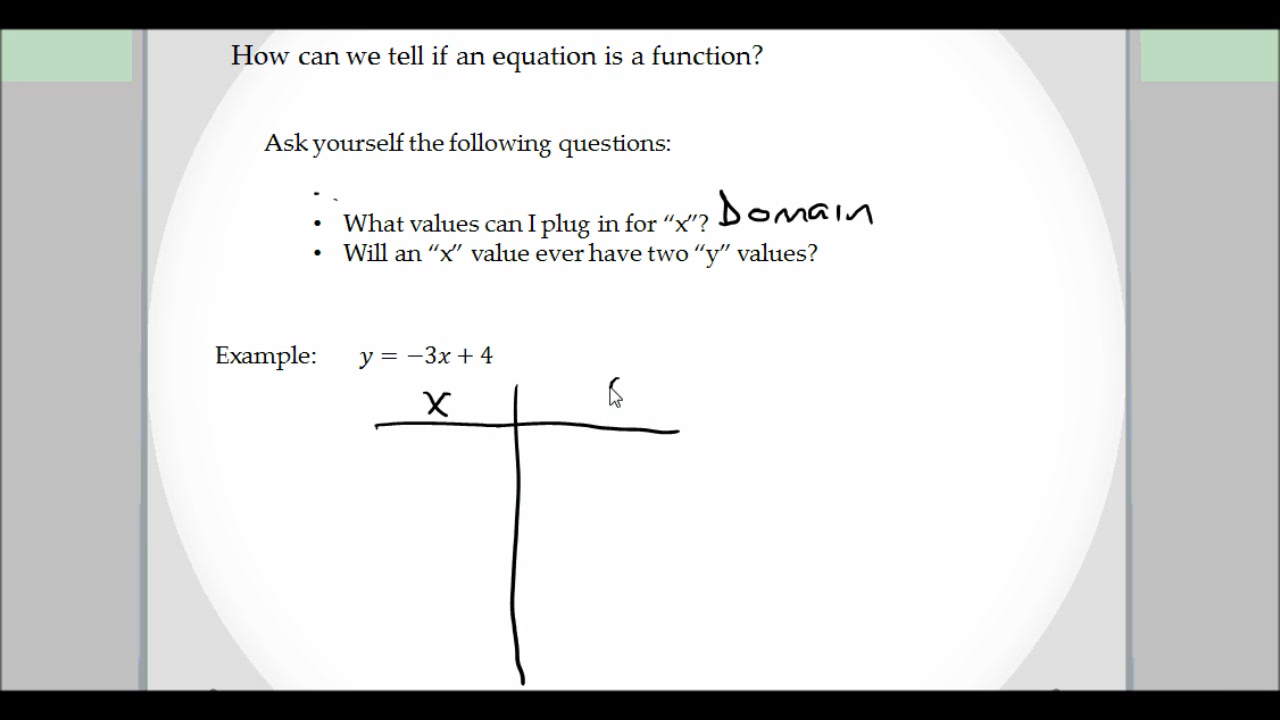 How can we tell if an equation is a function?
Ask yourself the following questions:
•
• What values can I plug in for “x”? Domain
• Will an “x” value ever have two “y” values?
Example: y = −3x + 4
x